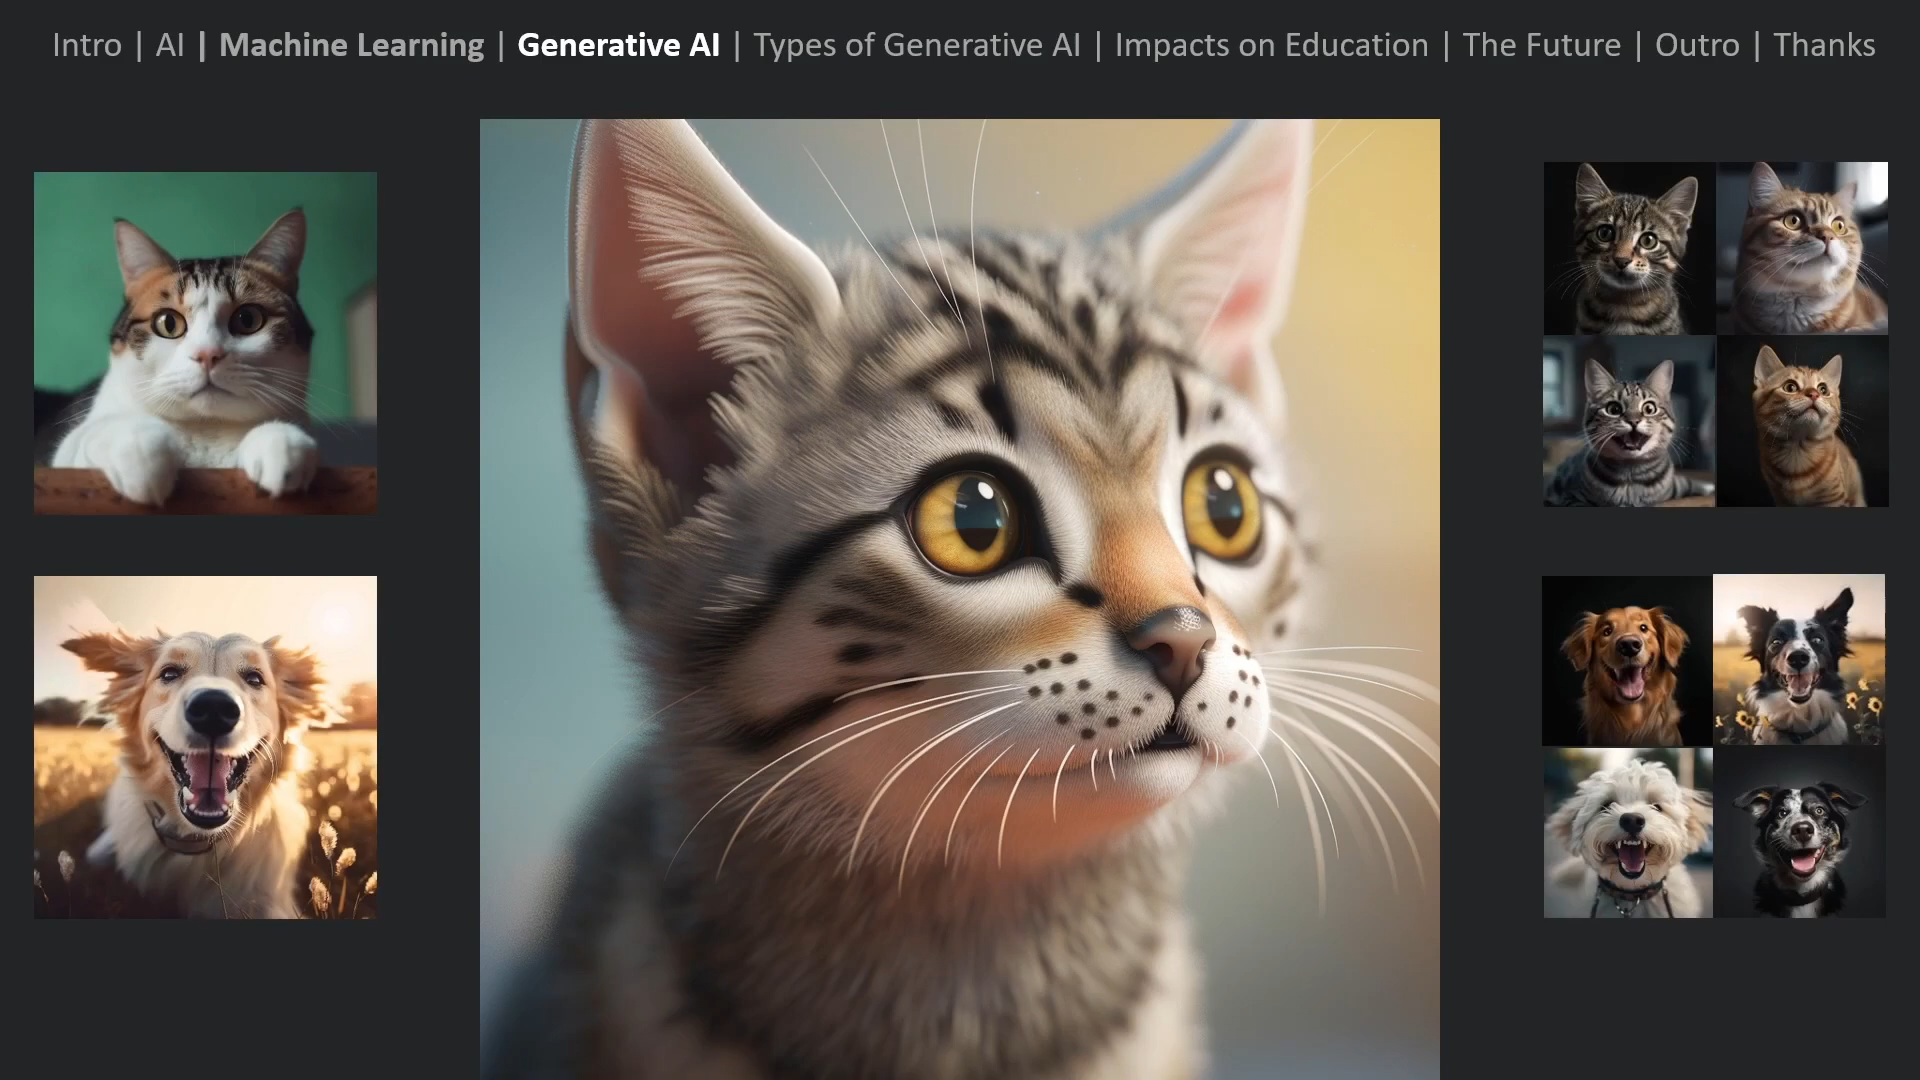 Intro | AI | Machine Learning | Generative AI | Types of Generative AI | Impacts on Education | The Future | Outro | Thanks